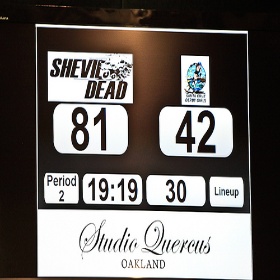 SHEVIL
DEAD
81
42
Period
2
19:19
30
Lineup
Studio Quercus
OAKLAND